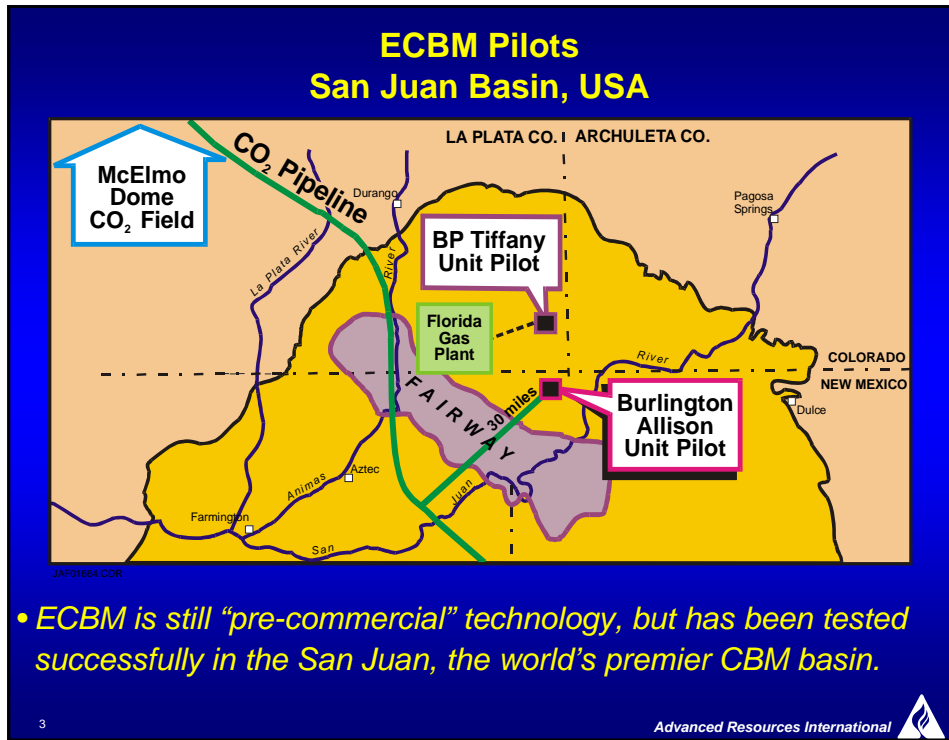 ECBM Pilots
San Juan Basin, USA
LA PLATA CO.
ARCHULETA CO.
McElmo
Dome
CO₂ Field
CO₂ Pipeline
Durango
La Plata River
River
BP Tiffany
Unit Pilot
Pagosa
Springs
Florida
Gas
Plant
River
COLORADO
NEW MEXICO
FAIRWAY
30 miles
Burlington
Allison
Unit Pilot
Dulce
Aztec
Animas
Juan
Farmington
San
JAF01664.CDR
• ECBM is still “pre-commercial” technology, but has been tested
successfully in the San Juan, the world’s premier CBM basin.
3
Advanced Resources International